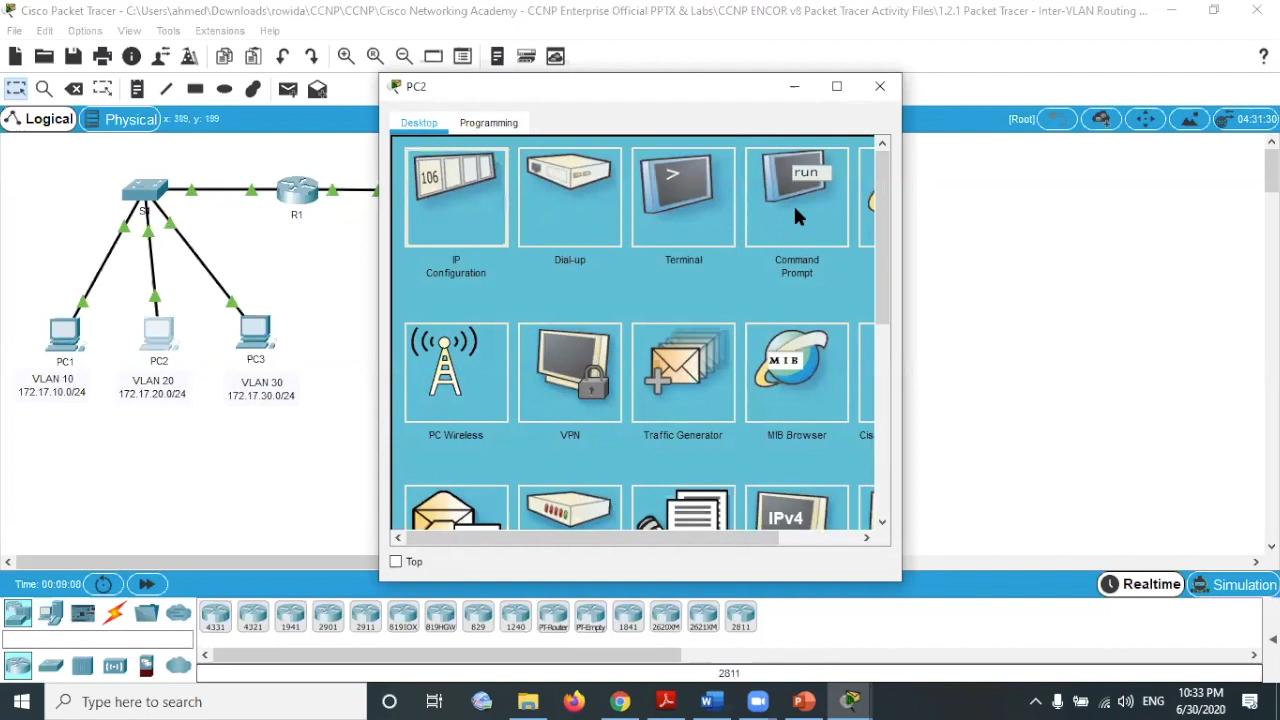 Cisco Packet Tracer - C:\Users\ahmed\Downloads\rowida\CCNP\CCNP\Cisco Networking Academy - CCNP Enterprise Official PPTX & Labs\CCNP ENCOR v8 Packet Tracer Activity Files\1.2.1 Packet Tracer - Inter-VLAN Routing ...
File Edit Options View Tools Extensions Help
PC2
Logical Physical x: 389, y: 199 [Root] 04:31:30
Desktop Programming
106 > run
S1
R1
IP Configuration
Dial-up
Terminal
Command Prompt
PC1 PC2 PC3
VLAN 10
172.17.10.0/24
VLAN 20
172.17.20.0/24
VLAN 30
172.17.30.0/24
MIB
PC Wireless VPN Traffic Generator MIB Browser Cis
IPv4
Top
Time: 00:09:08 Realtime Simulation
4331 4321 1941 2901 2911 819IOX 819HGW 829 1240 PT-Router PT-Empty 1841 2620XM 2621XM 2811
2811
Type here to search
ENG
10:33 PM
6/30/2020